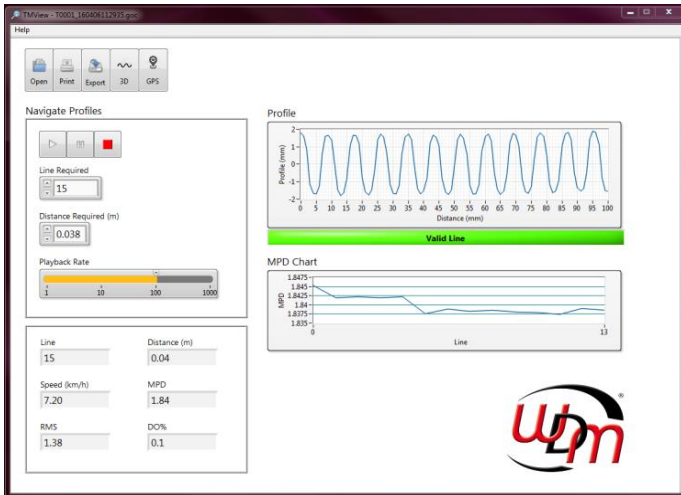 TMView - T0001_160406112935.gos
Help
Open Print Export 3D GPS
Navigate Profiles
Line Required
15
Distance Required (m)
0.038
Playback Rate
1 10 100 1000
Line Distance (m)
15 0.04
Speed (km/h) MPD
7.20 1.84
RMS DO%
1.38 0.1
Profile
Profile (mm)
2
1
0
-1
-2
0 5 10 15 20 25 30 35 40 45 50 55 60 65 70 75 80 85 90 95 100
Distance (mm)
Valid Line
MPD Chart
MPD
1.8475
1.845
1.8425
1.84
1.8375
1.835
0 13
Line
WDM®